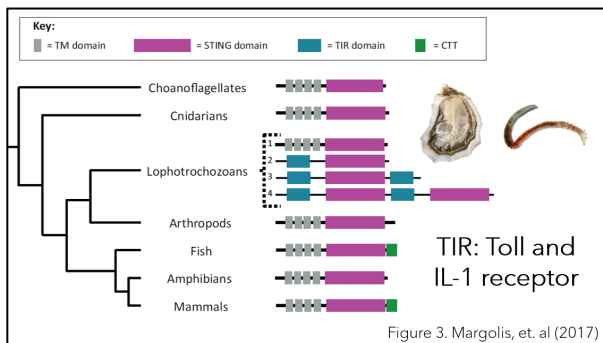 Key:
= TM domain = STING domain = TIR domain = CTT
Choanoflagellates
Cnidarians
Lophotrochozoans
1
2
3
4
Arthropods
Fish
Amphibians
Mammals
TIR: Toll and
IL-1 receptor
Figure 3. Margolis, et. al (2017)